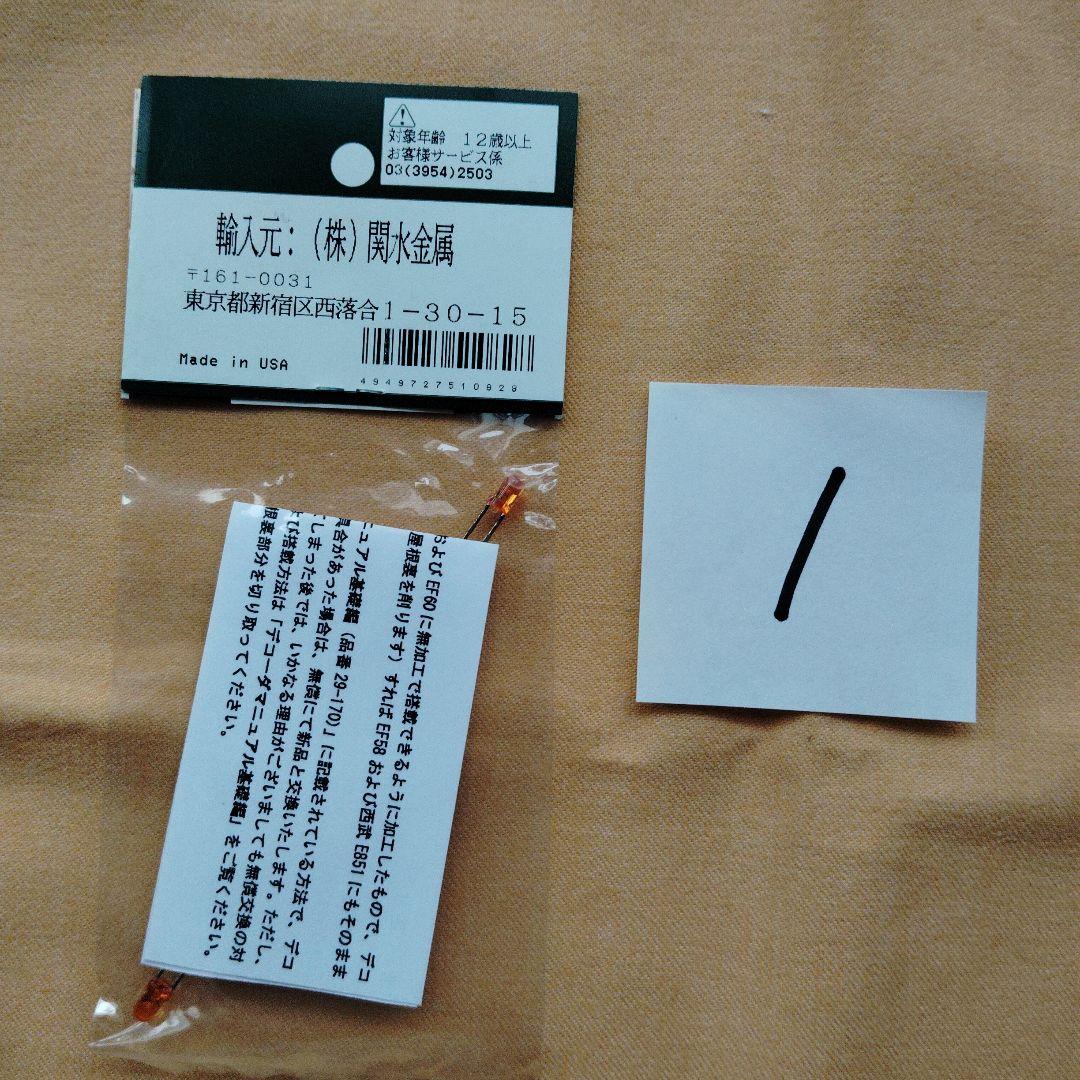 対象年齢 12歳以上
お客様サービス係
03(3954)2503
輸入元：（株）関水金属
〒161-0031
東京都新宿区西落合1-30-15
Made in USA
4949727510929
および EF60 に無加工で搭載できるように加工したもので、デコ
屋根裏を削ります）すれば EF58 および西武 E851 にもそのまま
ニュアル基礎編（品番 29-170）」に記載されている方法で、デコ
具合があった場合は、無償にて新品と交換いたします。ただし、
しまった後では、いかなる理由がございましても無償交換の対
よび搭載方法は「デコーダマニュアル基礎編」をご覧ください。
根裏部分を切り取ってください。
1